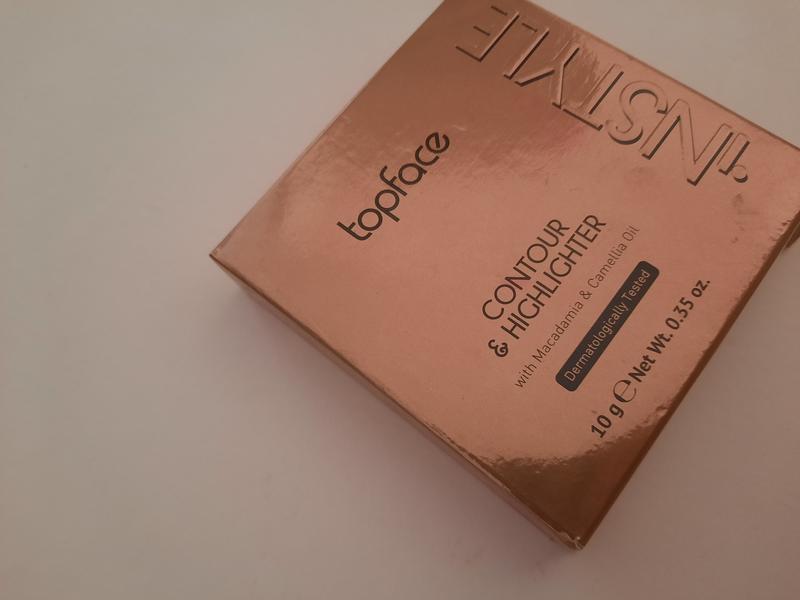 topface
CONTOUR
& HIGHLIGHTER
with Macadamia & Camellia Oil
Dermatologically Tested
10 g ℮ Net Wt. 0.35 oz.
iNSTYLE